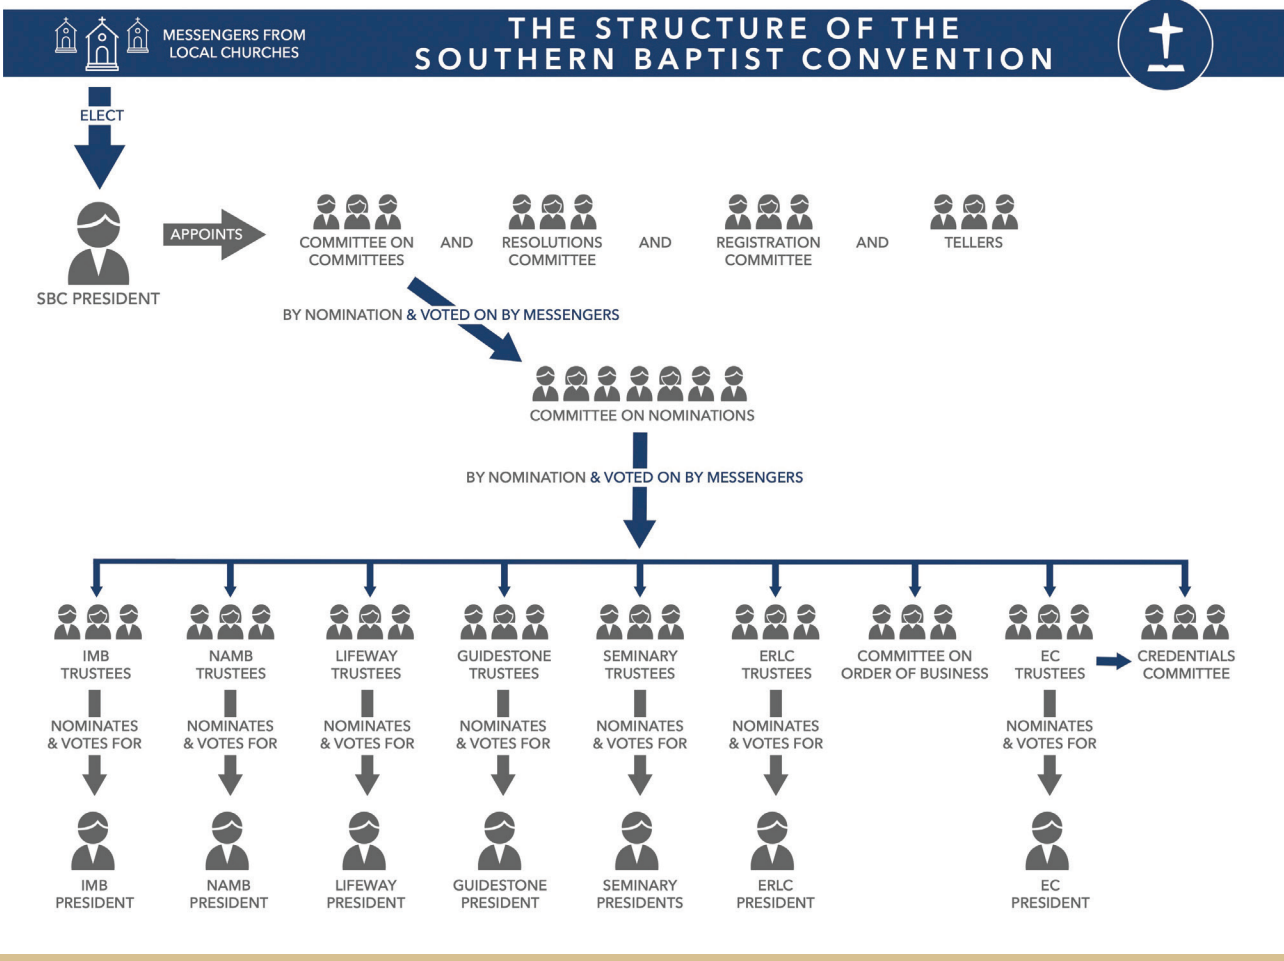 MESSENGERS FROM
LOCAL CHURCHES
THE STRUCTURE OF THE
SOUTHERN BAPTIST CONVENTION
ELECT
SBC PRESIDENT
APPOINTS
COMMITTEE ON
COMMITTEES
AND
RESOLUTIONS
COMMITTEE
AND
REGISTRATION
COMMITTEE
AND
TELLERS
BY NOMINATION & VOTED ON BY MESSENGERS
COMMITTEE ON NOMINATIONS
BY NOMINATION & VOTED ON BY MESSENGERS
IMB
TRUSTEES
NAMB
TRUSTEES
LIFEWAY
TRUSTEES
GUIDESTONE
TRUSTEES
SEMINARY
TRUSTEES
ERLC
TRUSTEES
COMMITTEE ON
ORDER OF BUSINESS
EC
TRUSTEES
CREDENTIALS
COMMITTEE
NOMINATES
& VOTES FOR
NOMINATES
& VOTES FOR
NOMINATES
& VOTES FOR
NOMINATES
& VOTES FOR
NOMINATES
& VOTES FOR
NOMINATES
& VOTES FOR
NOMINATES
& VOTES FOR
IMB
PRESIDENT
NAMB
PRESIDENT
LIFEWAY
PRESIDENT
GUIDESTONE
PRESIDENT
SEMINARY
PRESIDENTS
ERLC
PRESIDENT
EC
PRESIDENT